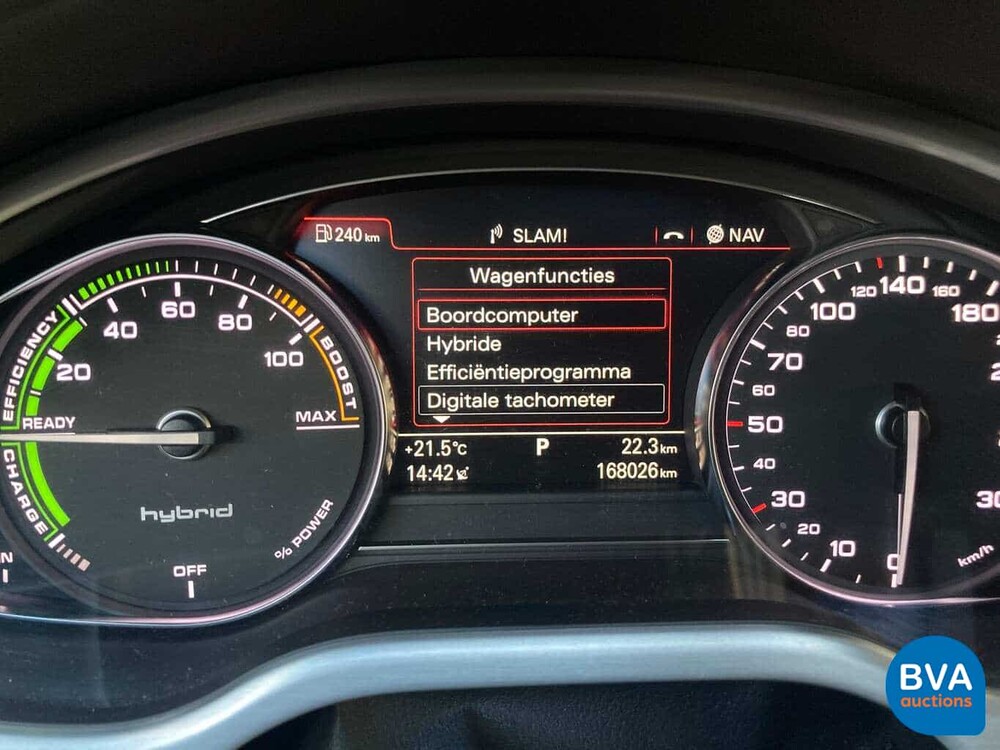 240 km
SLAM!
NAV
Wagenfuncties
Boordcomputer
Hybride
Efficiëntieprogramma
Digitale tachometer
+21.5°C
P
22.3 km
14:42
168026 km
EFFICIENCY
20
40
60
80
100
BOOST
MAX
READY
CHARGE
hybrid
% POWER
OFF
0
10
20
30
40
50
60
70
80
100
120
140
160
180
km/h
BVA
auctions